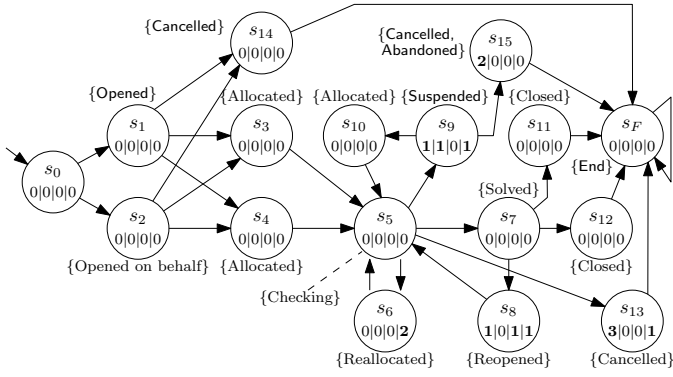 {Cancelled}
s14
0|0|0|0
{Cancelled,
Abandoned}
s15
2|0|0|0
{Opened}
s1
0|0|0|0
{Allocated}
s3
0|0|0|0
{Allocated}
s10
0|0|0|0
{Suspended}
s9
1|1|0|1
{Closed}
s11
0|0|0|0
sF
0|0|0|0
{End}
s0
0|0|0|0
s2
0|0|0|0
{Opened on behalf}
s4
0|0|0|0
{Allocated}
s5
0|0|0|0
{Checking}
{Solved}
s7
0|0|0|0
s12
0|0|0|0
{Closed}
s6
0|0|0|2
{Reallocated}
s8
1|0|1|1
{Reopened}
s13
3|0|0|1
{Cancelled}